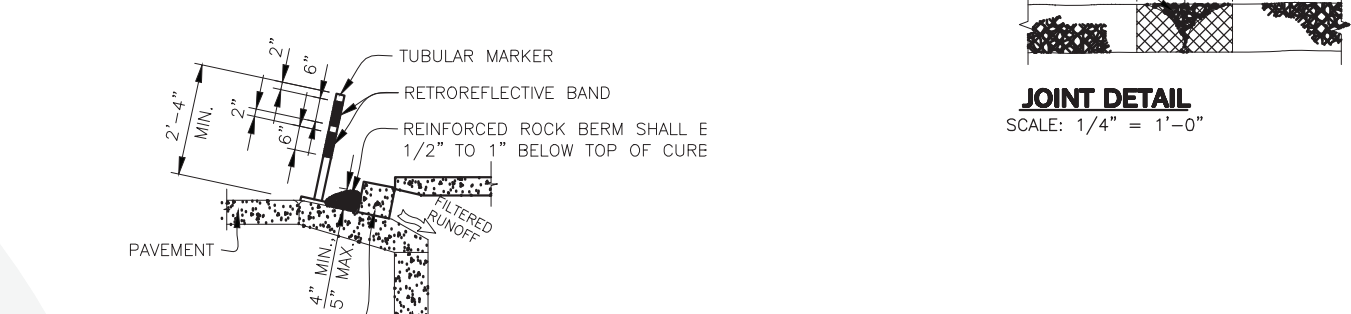 2"
6"
2'-4"
MIN.
2"
6"
TUBULAR MARKER
RETROREFLECTIVE BAND
REINFORCED ROCK BERM SHALL
1/2" TO 1" BELOW TOP OF
FILTERED
RUNOFF
PAVEMENT
4" MIN.,
5" MAX.
JOINT DETAIL
SCALE: 1/4" = 1'-0"